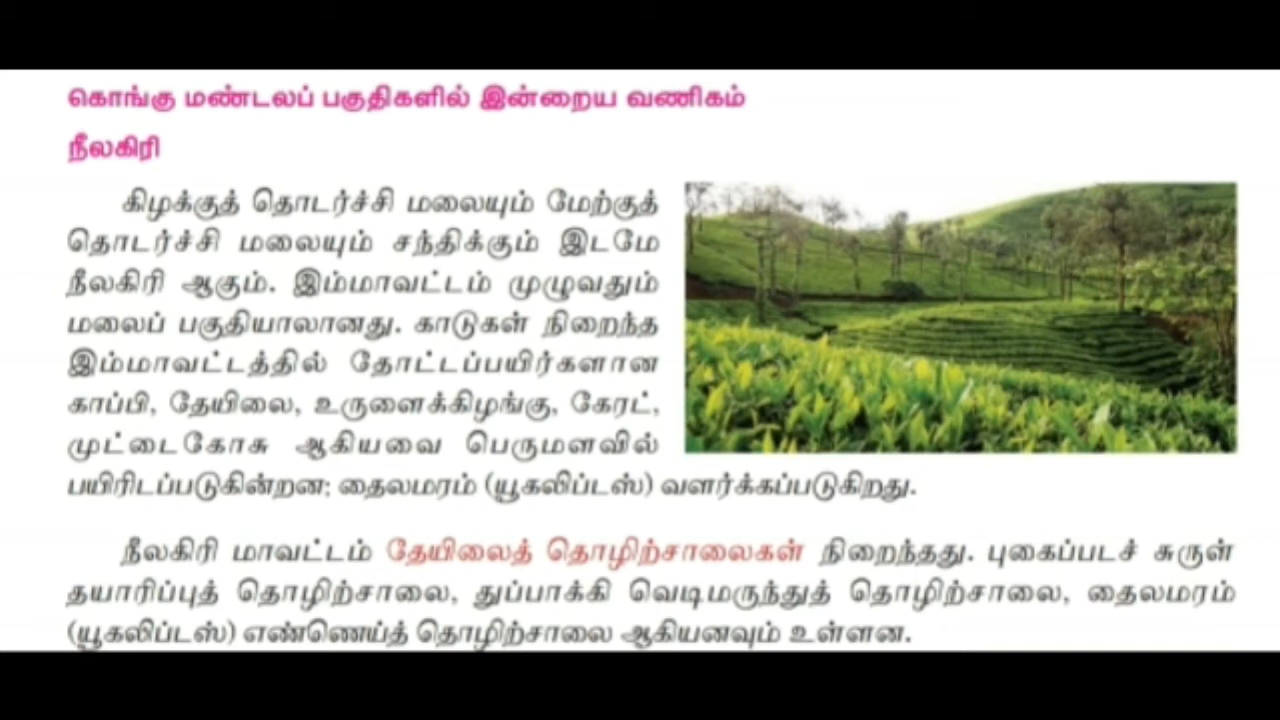 கொங்கு மண்டலப் பகுதிகளில் இன்றைய வணிகம்
நீலகிரி
கிழக்குத் தொடர்ச்சி மலையும் மேற்குத்
தொடர்ச்சி மலையும் சந்திக்கும் இடமே
நீலகிரி ஆகும். இம்மாவட்டம் முழுவதும்
மலைப் பகுதியாலானது. காடுகள் நிறைந்த
இம்மாவட்டத்தில் தோட்டப்பயிர்களான
காப்பி, தேயிலை, உருளைக்கிழங்கு, கேரட்,
முட்டைகோசு ஆகியவை பெருமளவில்
பயிரிடப்படுகின்றன; தைலமரம் (யூகலிப்டஸ்) வளர்க்கப்படுகிறது.
நீலகிரி மாவட்டம் தேயிலைத் தொழிற்சாலைகள் நிறைந்தது. புகைப்படச் சுருள்
தயாரிப்புத் தொழிற்சாலை, துப்பாக்கி வெடிமருந்துத் தொழிற்சாலை, தைலமரம்
(யூகலிப்டஸ்) எண்ணெய்த் தொழிற்சாலை ஆகியனவும் உள்ளன.